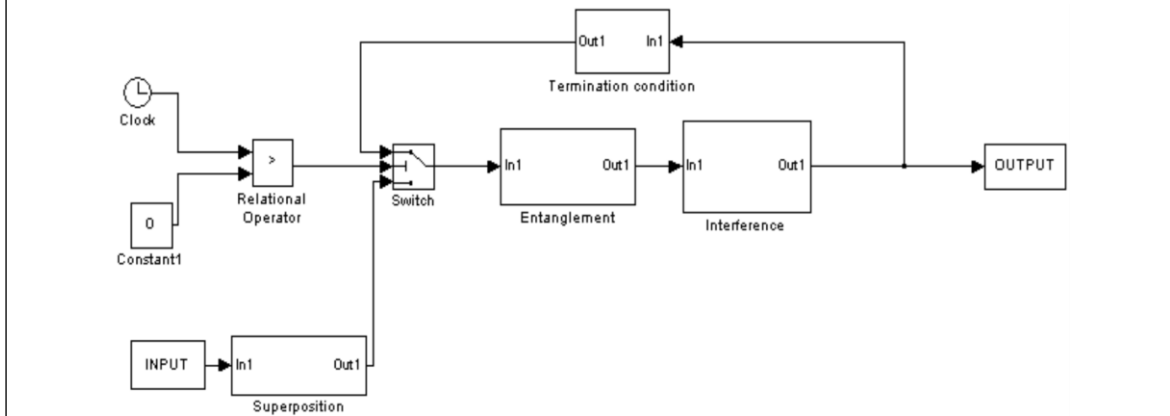 Out1 In1
Termination condition
Clock
>
Relational
Operator
0
Constant1
Switch
In1 Out1
Entanglement
In1 Out1
Interference
OUTPUT
INPUT
In1 Out1
Superposition